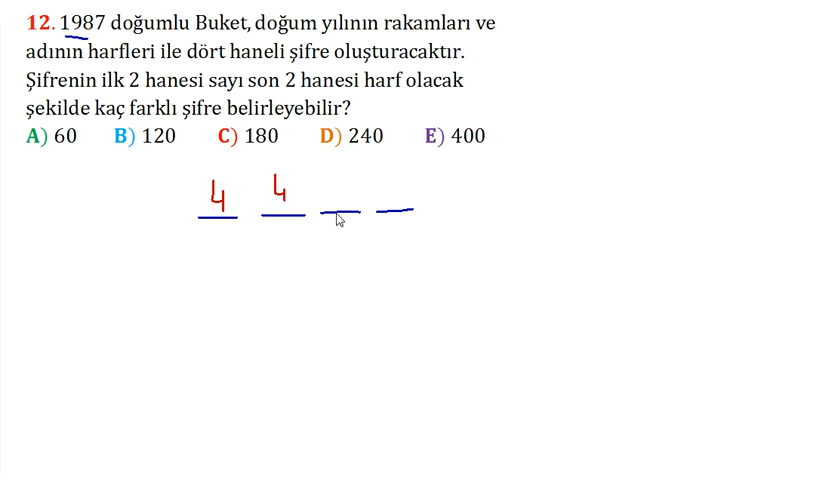 12. 1987 doğumlu Buket, doğum yılının rakamları ve
adının harfleri ile dört haneli şifre oluşturacaktır.
Şifrenin ilk 2 hanesi sayı son 2 hanesi harf olacak
şekilde kaç farklı şifre belirleyebilir?
A) 60 B) 120 C) 180 D) 240 E) 400
4 4